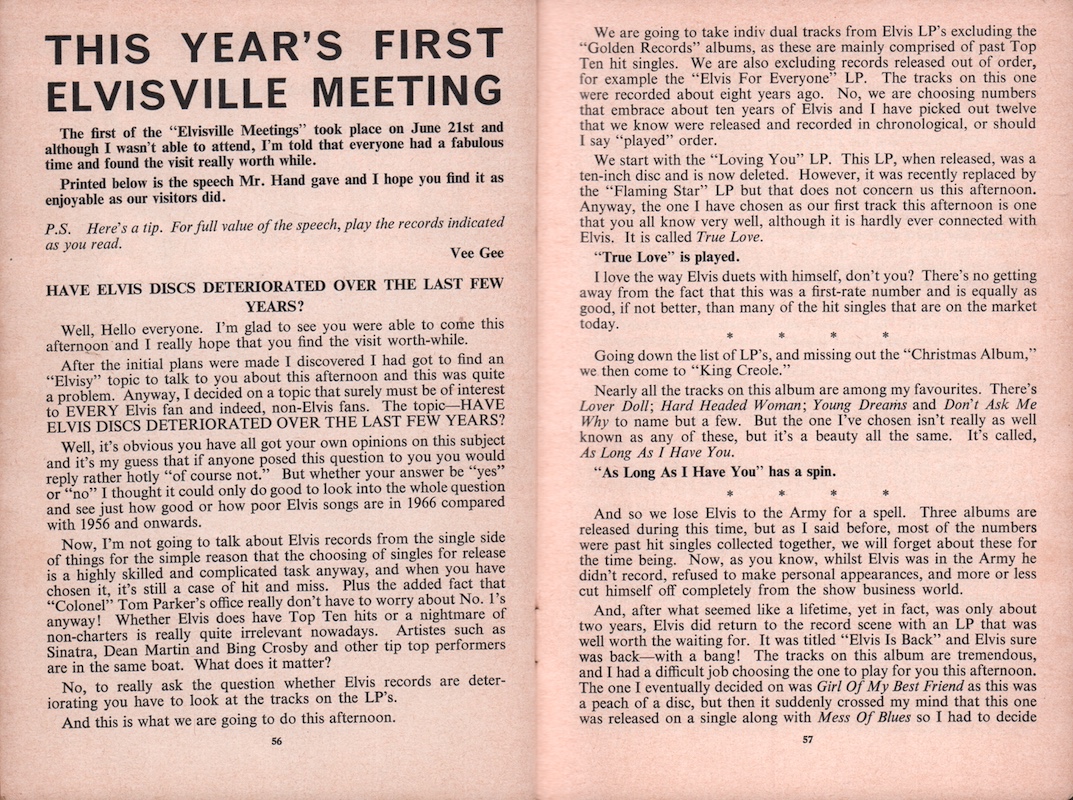 THIS YEAR'S FIRST
ELVISVILLE MEETING
The first of the "Elvisville Meetings" took place on June 21st and
although I wasn't able to attend, I'm told that everyone had a fabulous
time and found the visit really worth while.
Printed below is the speech Mr. Hand gave and I hope you find it as
enjoyable as our visitors did.
P.S. Here's a tip. For full value of the speech, play the records indicated
as you read.
Vee Gee
HAVE ELVIS DISCS DETERIORATED OVER THE LAST FEW
YEARS?
Well, Hello everyone. I'm glad to see you were able to come this
afternoon and I really hope that you find the visit worth-while.
After the initial plans were made I discovered I had got to find an
"Elvisy" topic to talk to you about this afternoon and this was quite
a problem. Anyway, I decided on a topic that surely must be of interest
to EVERY Elvis fan and indeed, non-Elvis fans. The topic—HAVE
ELVIS DISCS DETERIORATED OVER THE LAST FEW YEARS?
Well, it's obvious you have all got your own opinions on this subject
and it's my guess that if anyone posed this question to you you would
reply rather hotly "of course not." But whether your answer be "yes"
or "no" I thought it could only do good to look into the whole question
and see just how good or how poor Elvis songs are in 1966 compared
with 1956 and onwards.
Now, I'm not going to talk about Elvis records from the single side
of things for the simple reason that the choosing of singles for release
is a highly skilled and complicated task anyway, and when you have
chosen it, it's still a case of hit and miss. Plus the added fact that
"Colonel" Tom Parker's office really don't have to worry about No. 1's
anyway! Whether Elvis does have Top Ten hits or a nightmare of
non-charters is really quite irrelevant nowadays. Artistes such as
Sinatra, Dean Martin and Bing Crosby and other tip top performers
are in the same boat. What does it matter?
No, to really ask the question whether Elvis records are deter-
iorating you have to look at the tracks on the LP's.
And this is what we are going to do this afternoon.
56
We are going to take indiv dual tracks from Elvis LP's excluding the
"Golden Records" albums, as these are mainly comprised of past Top
Ten hit singles. We are also excluding records released out of order,
for example the "Elvis For Everyone" LP. The tracks on this one
were recorded about eight years ago. No, we are choosing numbers
that embrace about ten years of Elvis and I have picked out twelve
that we know were released and recorded in chronological, or should
I say "played" order.
We start with the "Loving You" LP. This LP, when released, was a
ten-inch disc and is now deleted. However, it was recently replaced by
the "Flaming Star" LP but that does not concern us this afternoon.
Anyway, the one I have chosen as our first track this afternoon is one
that you all know very well, although it is hardly ever connected with
Elvis. It is called True Love.
"True Love" is played.
I love the way Elvis duets with himself, don't you? There's no getting
away from the fact that this was a first-rate number and is equally as
good, if not better, than many of the hit singles that are on the market
today.
* * * *
Going down the list of LP's, and missing out the "Christmas Album,"
we then come to "King Creole."
Nearly all the tracks on this album are among my favourites. There's
Lover Doll; Hard Headed Woman; Young Dreams and Don't Ask Me
Why to name but a few. But the one I've chosen isn't really as well
known as any of these, but it's a beauty all the same. It's called,
As Long As I Have You.
"As Long As I Have You" has a spin.
* * * *
And so we lose Elvis to the Army for a spell. Three albums are
released during this time, but as I said before, most of the numbers
were past hit singles collected together, we will forget about these for
the time being. Now, as you know, whilst Elvis was in the Army he
didn't record, refused to make personal appearances, and more or less
cut himself off completely from the show business world.
And, after what seemed like a lifetime, yet in fact, was only about
two years, Elvis did return to the record scene with an LP that was
well worth the waiting for. It was titled "Elvis Is Back" and Elvis sure
was back—with a bang! The tracks on this album are tremendous,
and I had a difficult job choosing the one to play for you this afternoon.
The one I eventually decided on was Girl Of My Best Friend as this was
a peach of a disc, but then it suddenly crossed my mind that this one
was released on a single along with Mess Of Blues so I had to decide
57